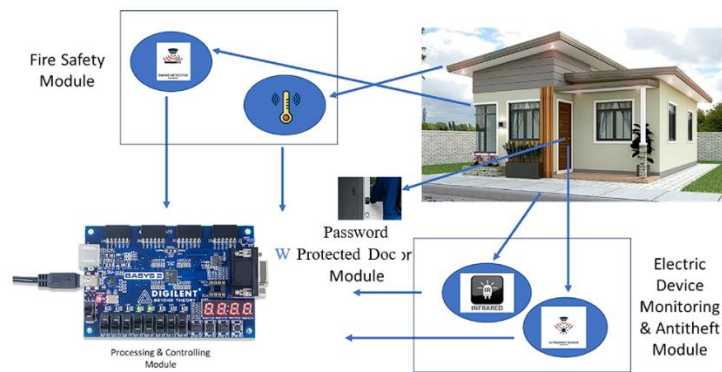 Fire Safety
Module
SMOKE DETECTOR
Password
W Protected Docor
Module
INFRARED
Electric
Device
Monitoring
& Antitheft
Module
BASYS 2
DIGILENT
BEYOND THEORY
Processing & Controlling
Module